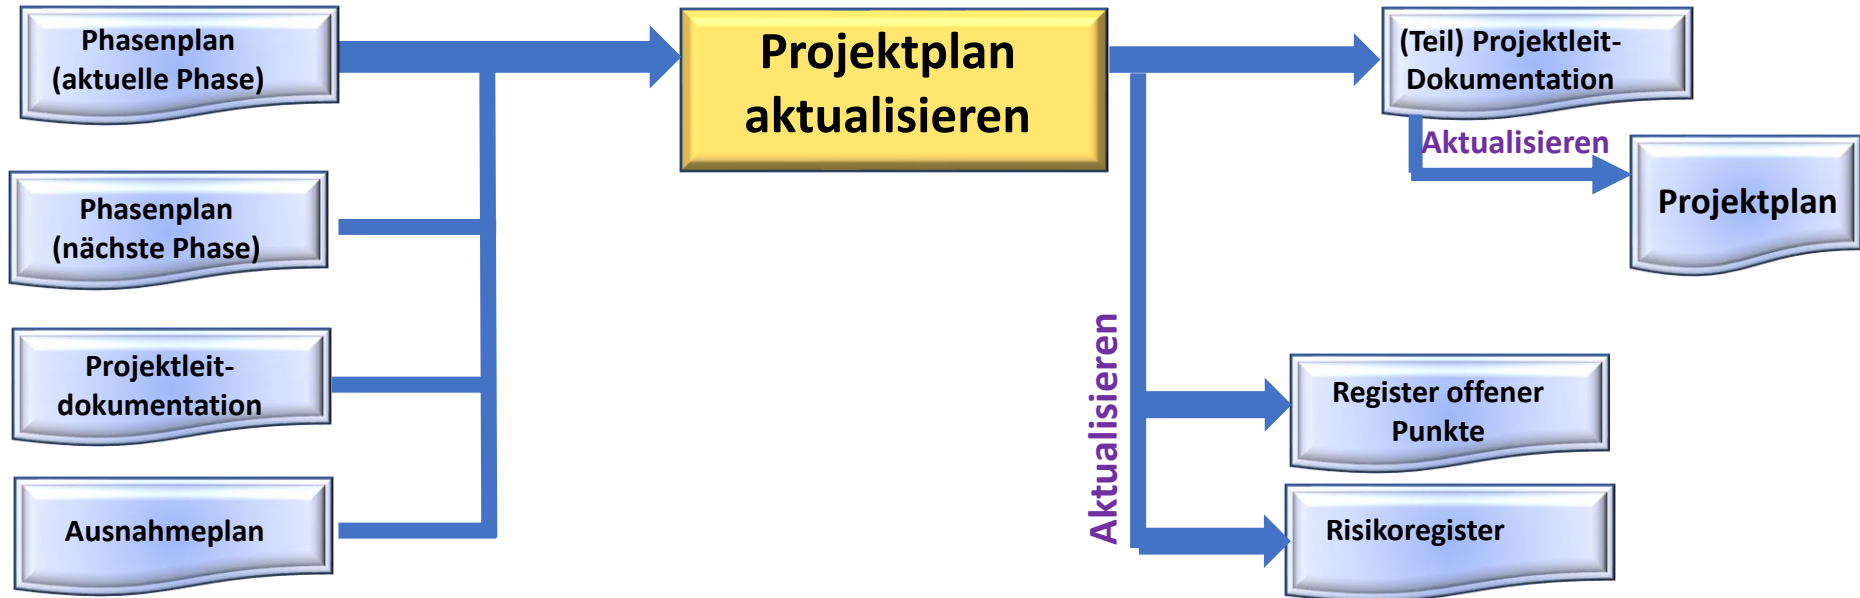 Phasenplan
(aktuelle Phase)
Phasenplan
(nächste Phase)
Projektleit-
dokumentation
Ausnahmeplan
Projektplan
aktualisieren
(Teil) Projektleit-
Dokumentation
Aktualisieren
Projektplan
Aktualisieren
Register offener
Punkte
Risikoregister